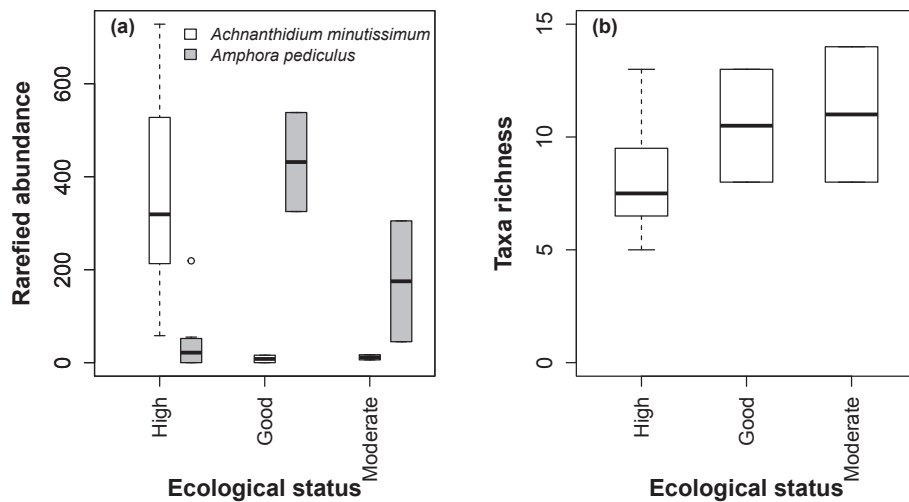 (a)
Achnanthidium minutissimum
Amphora pediculus
Rarefied abundance
600
400
200
0
High
Good
Moderate
Ecological status
(b)
Taxa richness
15
10
5
0
High
Good
Moderate
Ecological status